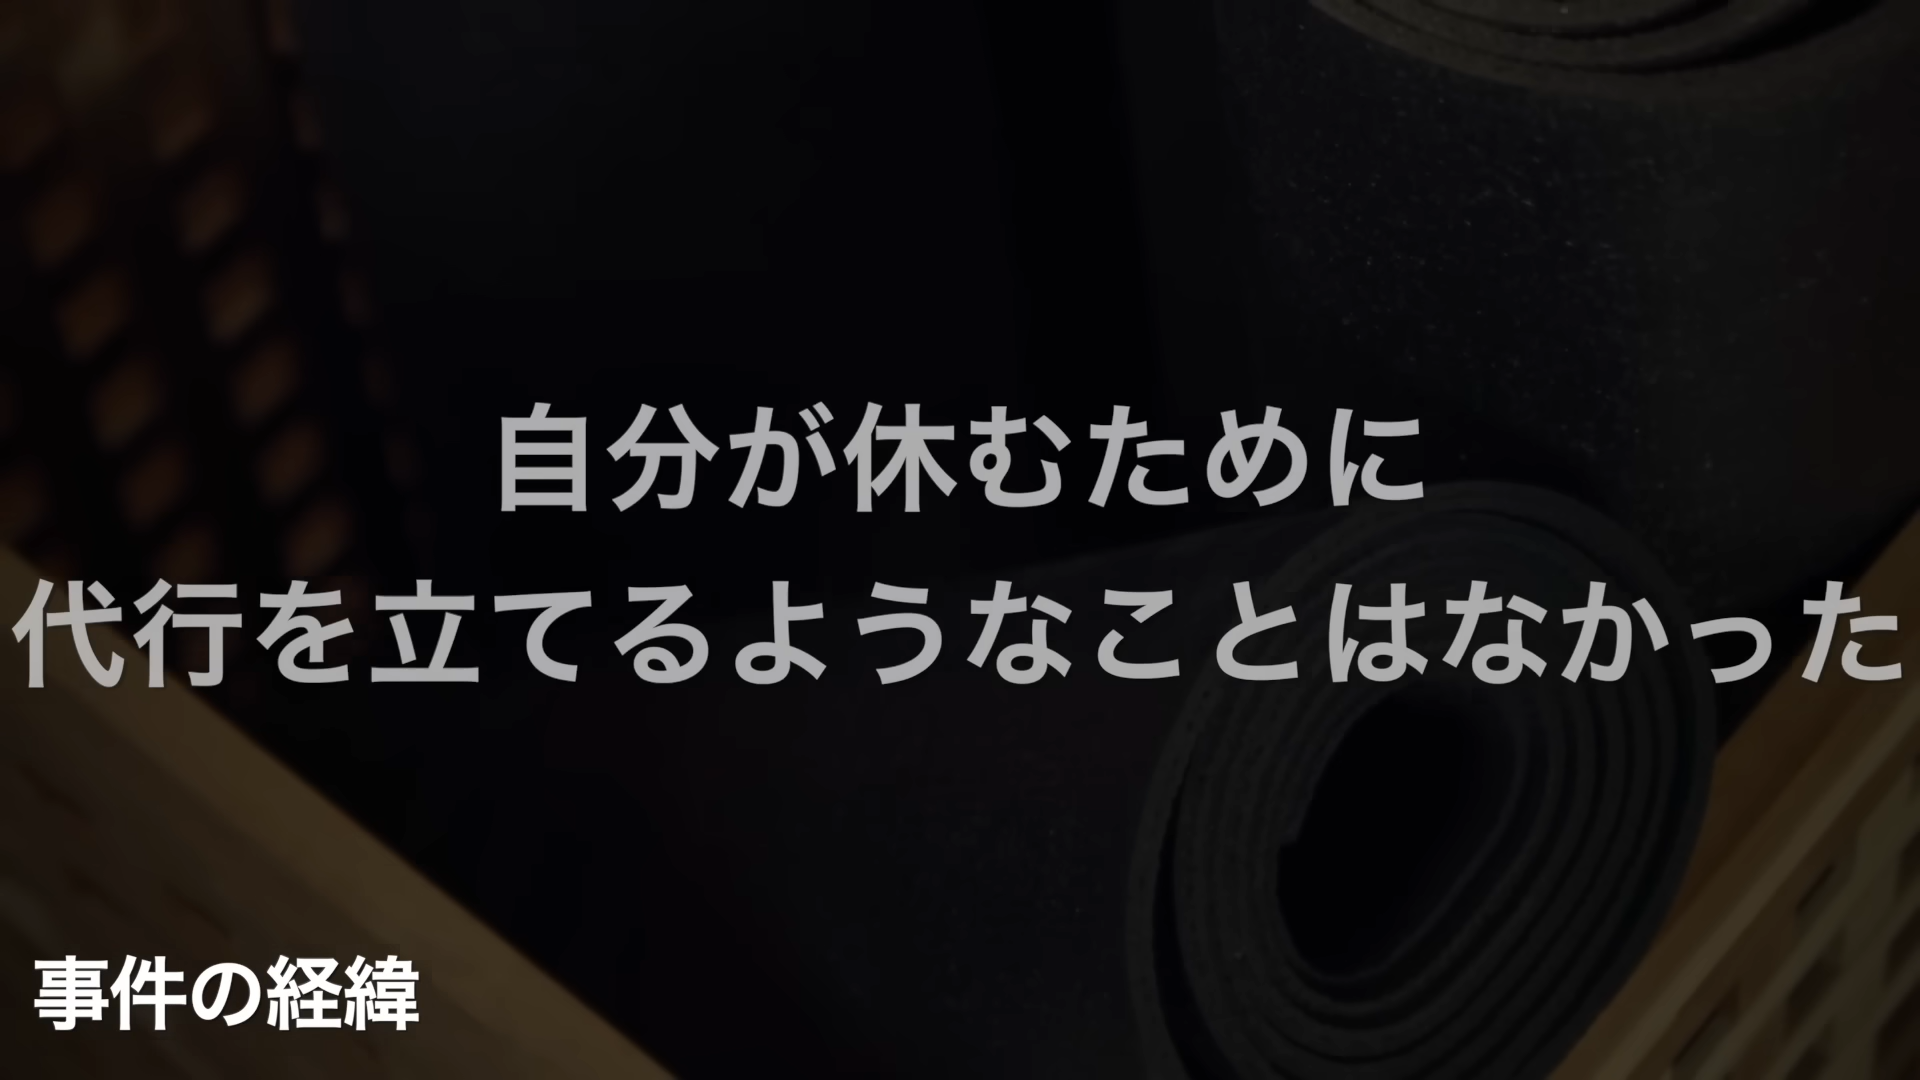 自分が休むために
代行を立てるようなことはなかった
事件の経緯